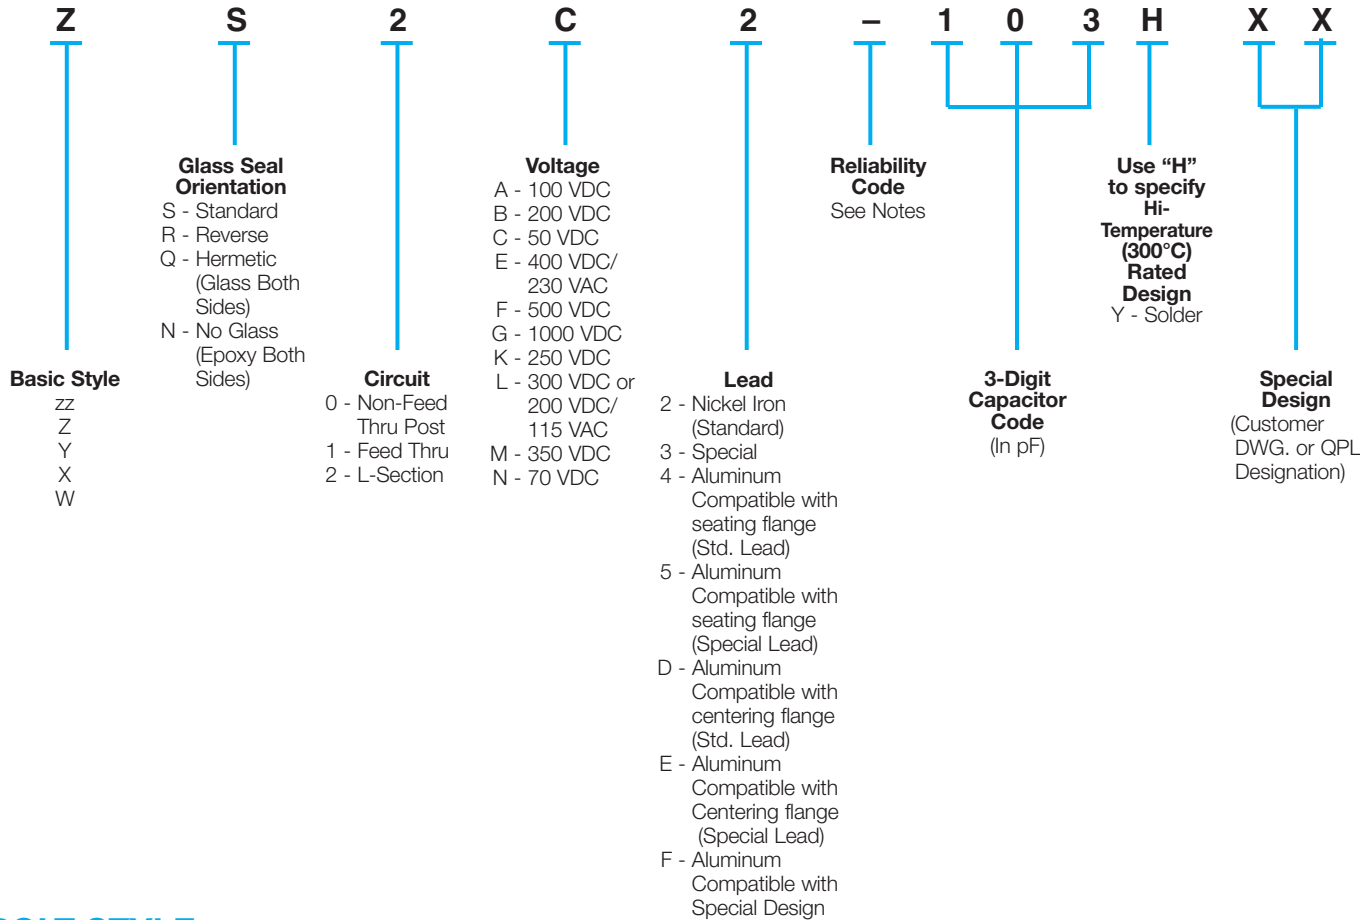 Z S 2 C 2 – 1 0 3 H X X
Glass Seal
Orientation
S - Standard
R - Reverse
Q - Hermetic
(Glass Both
Sides)
N - No Glass
(Epoxy Both
Sides)
Voltage
A - 100 VDC
B - 200 VDC
C - 50 VDC
E - 400 VDC/
230 VAC
F - 500 VDC
G - 1000 VDC
K - 250 VDC
L - 300 VDC or
200 VDC/
115 VAC
M - 350 VDC
N - 70 VDC
Reliability
Code
See Notes
Use “H”
to specify
Hi-
Temperature
(300°C)
Rated
Design
Y - Solder
Basic Style
ZZ
Z
Y
X
W
Circuit
0 - Non-Feed
Thru Post
1 - Feed Thru
2 - L-Section
Lead
2 - Nickel Iron
(Standard)
3 - Special
4 - Aluminum
Compatible with
seating flange
(Std. Lead)
5 - Aluminum
Compatible with
seating flange
(Special Lead)
D - Aluminum
Compatible with
centering flange
(Std. Lead)
E - Aluminum
Compatible with
Centering flange
(Special Lead)
F - Aluminum
Compatible with
Special Design
3-Digit
Capacitor
Code
(In pF)
Special
Design
(Customer
DWG. or QPL
Designation)